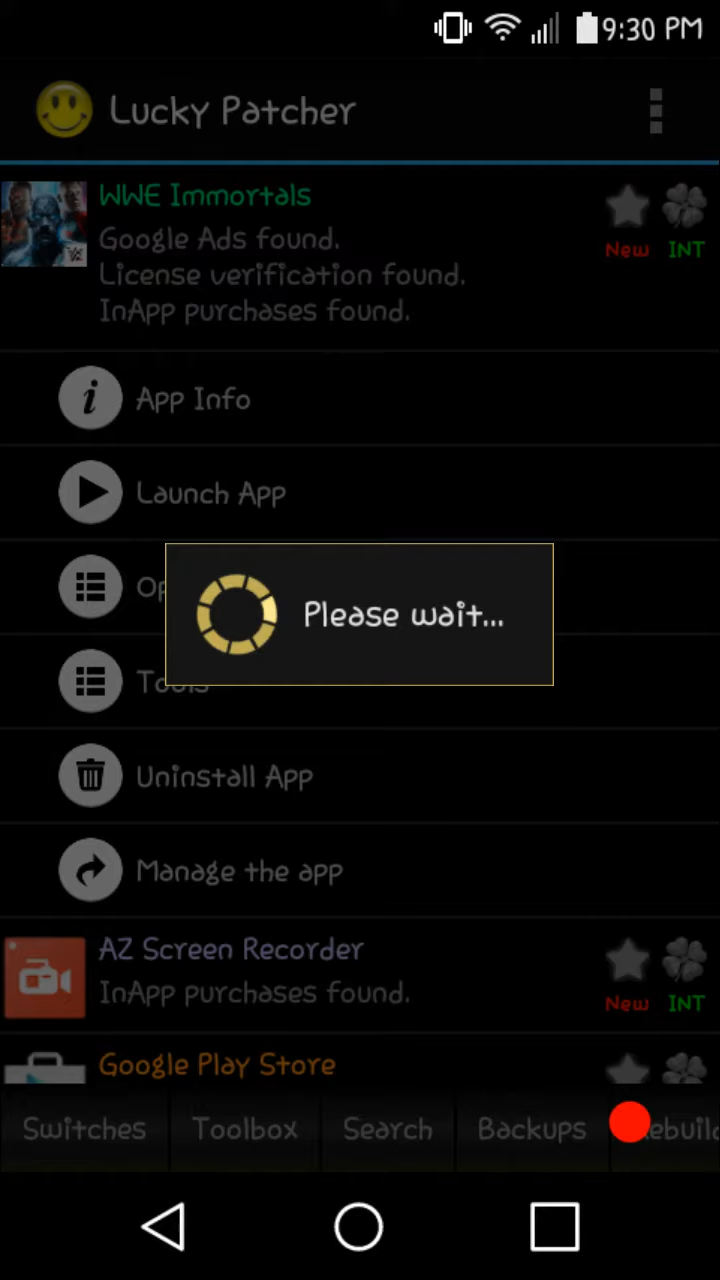 9:30 PM
Lucky Patcher
WWE Immortals
Google Ads found.
License verification found.
InApp purchases found.
New INT
App Info
Launch App
Please wait...
Tools
Uninstall App
Manage the app
AZ Screen Recorder
InApp purchases found.
New INT
Google Play Store
Switches Toolbox Search Backups